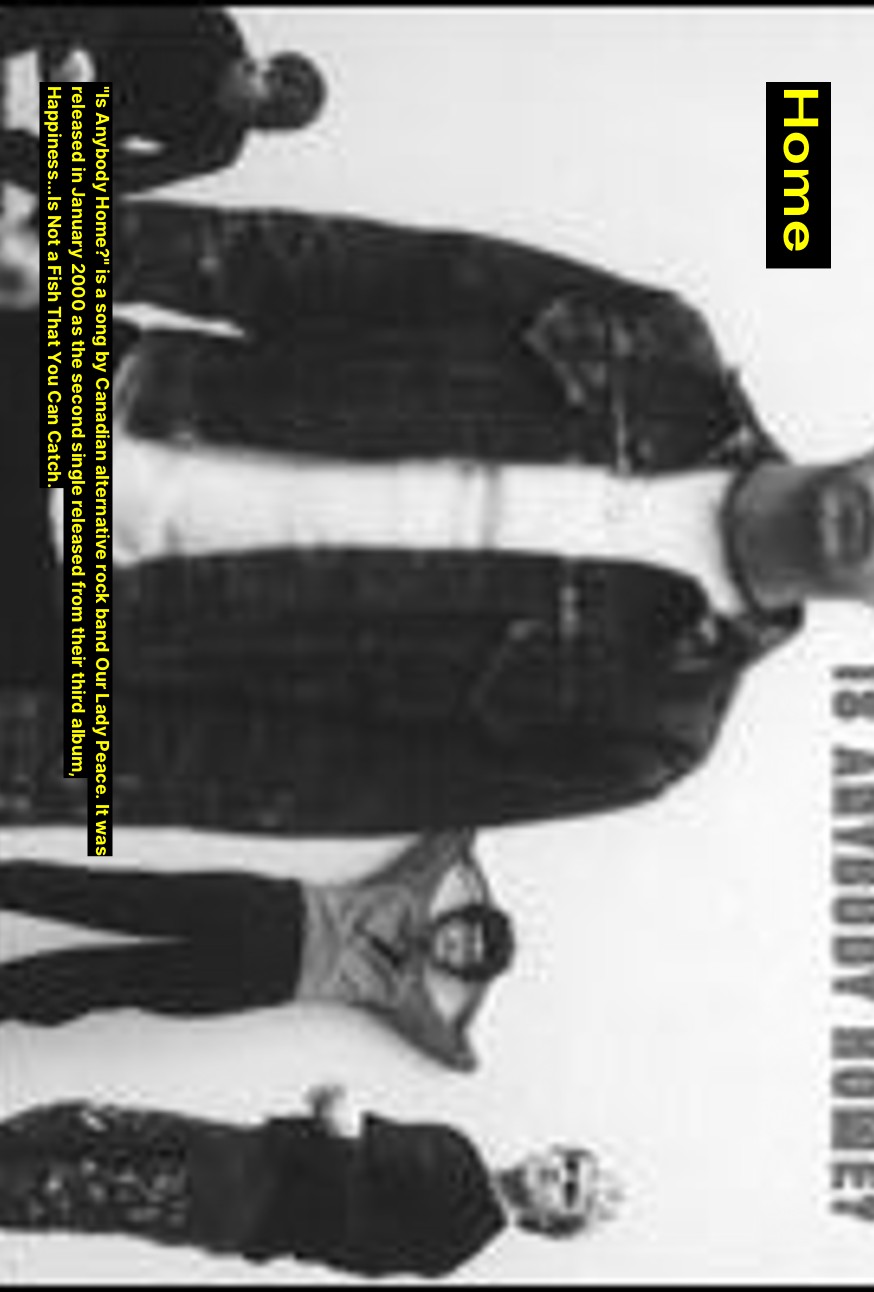 Home
IS ANYBODY HOME?
"Is Anybody Home?" is a song by Canadian alternative rock band Our Lady Peace. It was
released in January 2000 as the second single released from their third album,
Happiness...Is Not a Fish That You Can Catch.